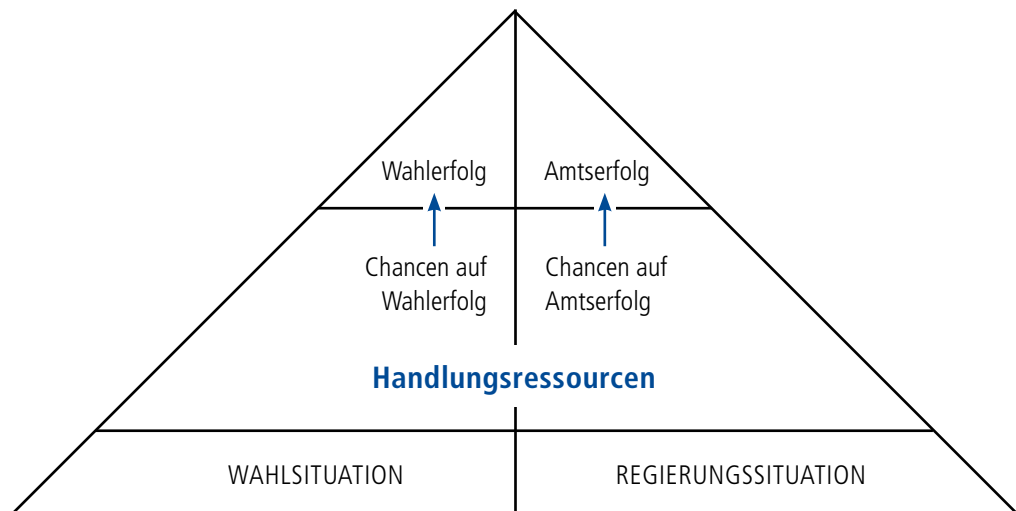 Wahlerfolg
Amtserfolg
Chancen auf
Wahlerfolg
Chancen auf
Amtserfolg
Handlungsressourcen
WAHLSITUATION
REGIERUNGSSITUATION